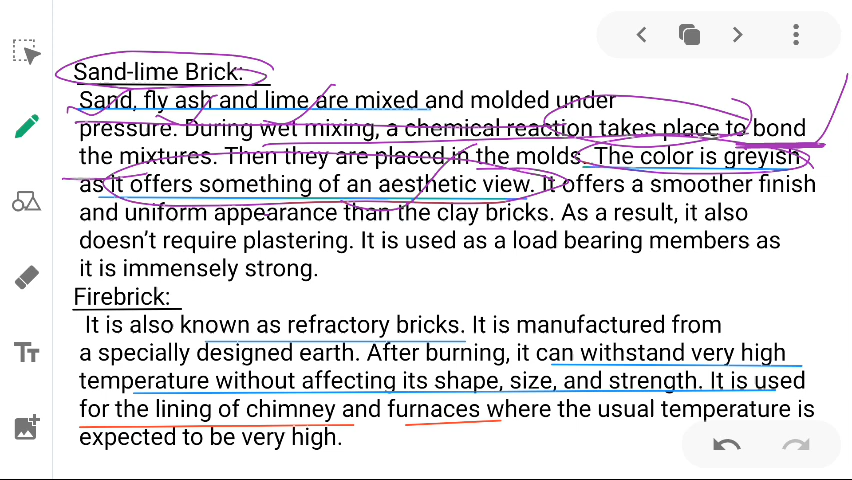 Sand-lime Brick:
Sand, fly ash and lime are mixed and molded under
pressure. During wet mixing, a chemical reaction takes place to bond
the mixtures. Then they are placed in the molds. The color is greyish
as it offers something of an aesthetic view. It offers a smoother finish
and uniform appearance than the clay bricks. As a result, it also
doesn’t require plastering. It is used as a load bearing members as
it is immensely strong.
Firebrick:
It is also known as refractory bricks. It is manufactured from
a specially designed earth. After burning, it can withstand very high
temperature without affecting its shape, size, and strength. It is used
for the lining of chimney and furnaces where the usual temperature is
expected to be very high.
TT